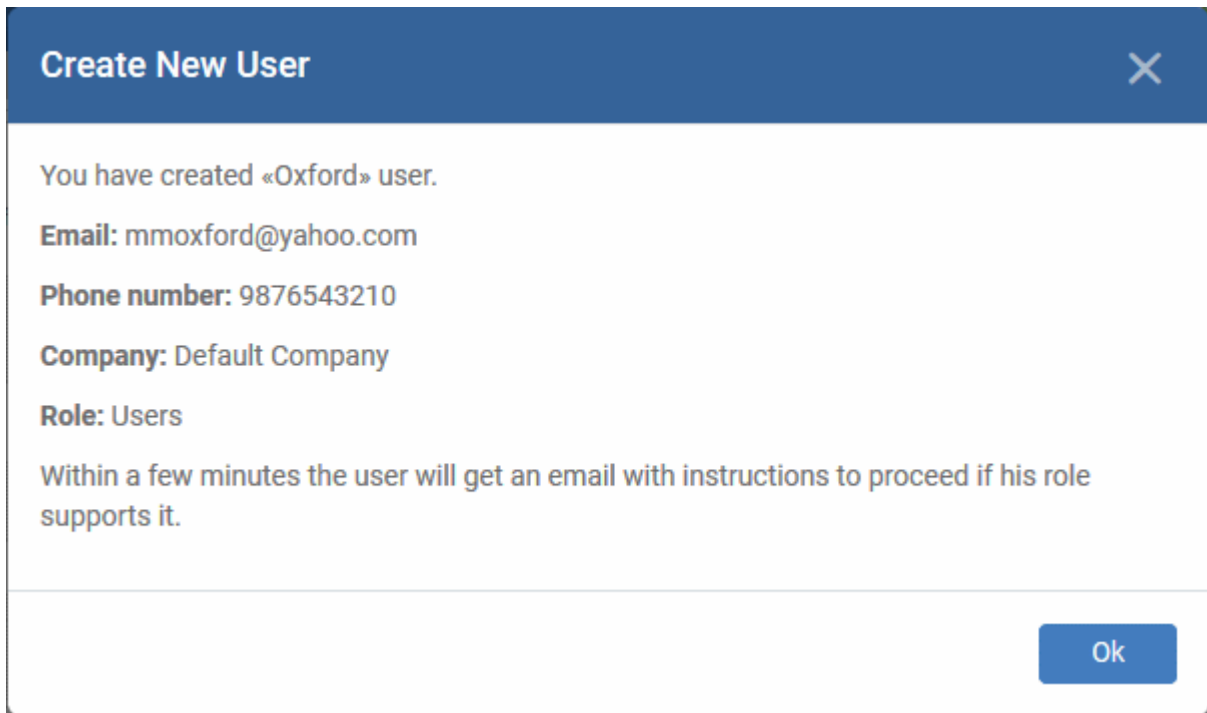 Create New User
You have created «Oxford» user.
Email: mmoxford@yahoo.com
Phone number: 9876543210
Company: Default Company
Role: Users
Within a few minutes the user will get an email with instructions to proceed if his role
supports it.
Ok